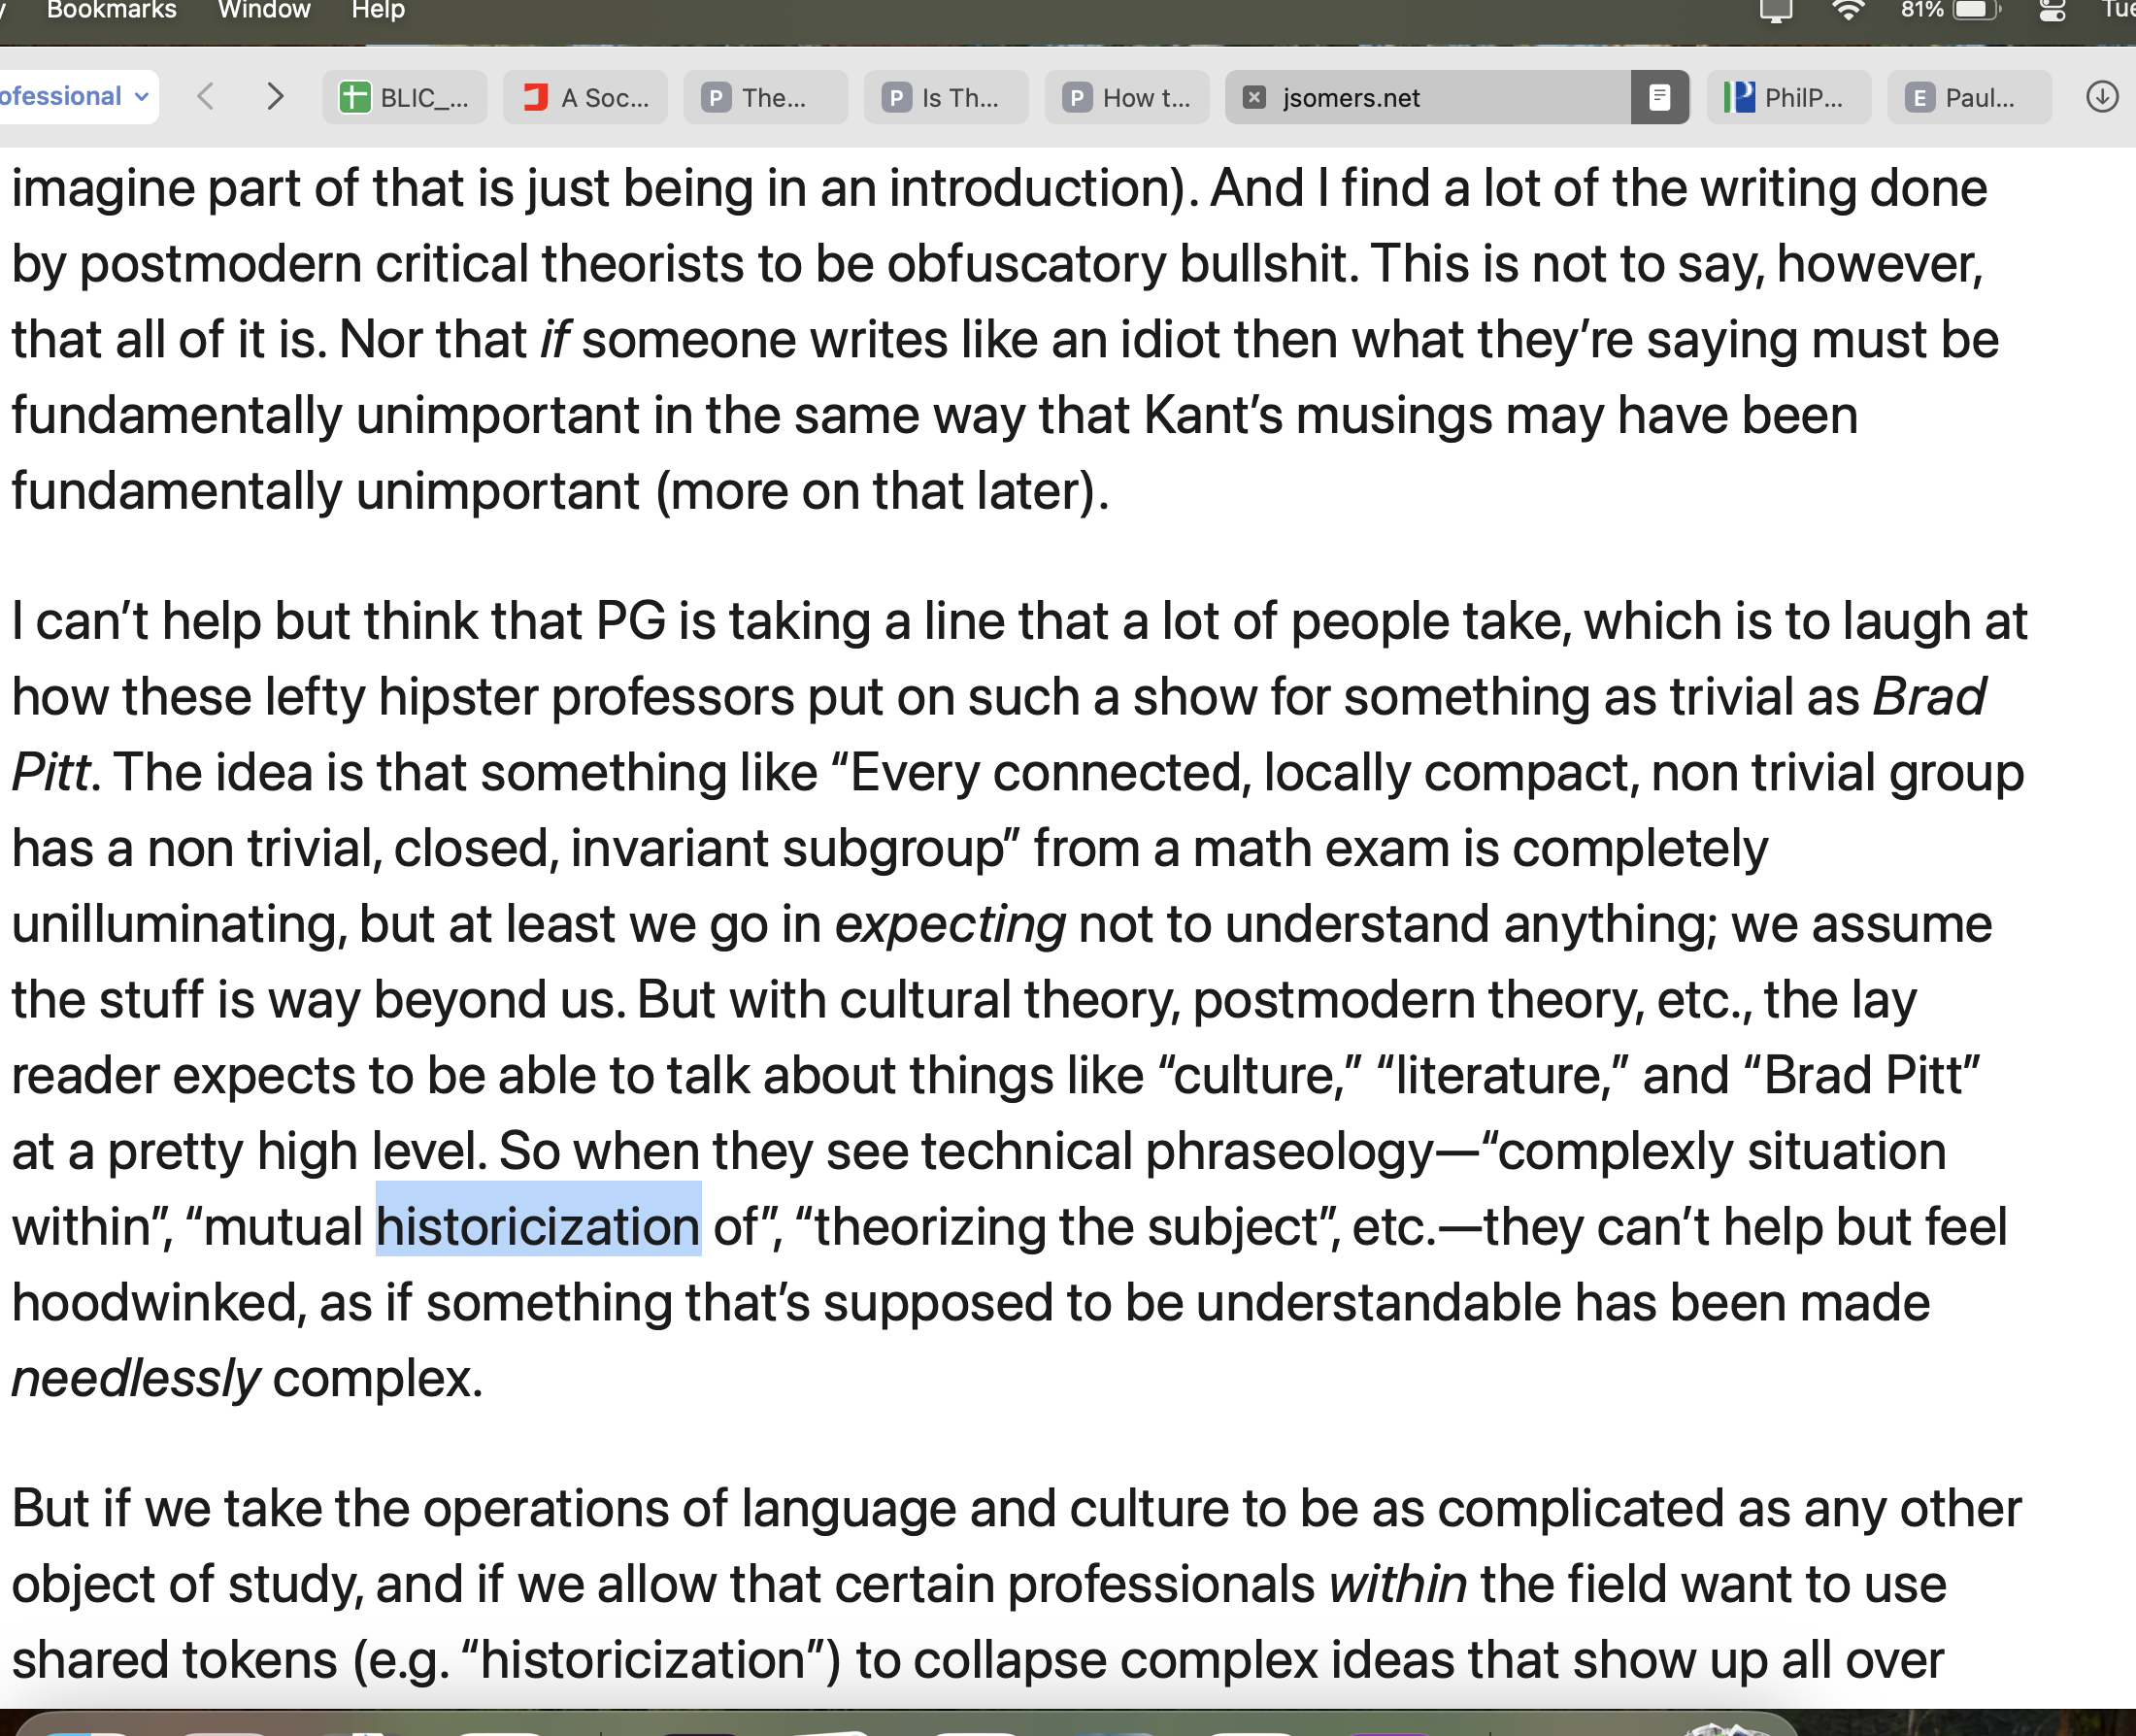 Bookmarks Window Help 81% Tue
ofessional BLIC_... A Soc... The... Is Th... How t... jsomers.net PhilP... Paul...
imagine part of that is just being in an introduction). And I find a lot of the writing done
by postmodern critical theorists to be obfuscatory bullshit. This is not to say, however,
that all of it is. Nor that if someone writes like an idiot then what they’re saying must be
fundamentally unimportant in the same way that Kant’s musings may have been
fundamentally unimportant (more on that later).
I can’t help but think that PG is taking a line that a lot of people take, which is to laugh at
how these lefty hipster professors put on such a show for something as trivial as Brad
Pitt. The idea is that something like “Every connected, locally compact, non trivial group
has a non trivial, closed, invariant subgroup” from a math exam is completely
unilluminating, but at least we go in expecting not to understand anything; we assume
the stuff is way beyond us. But with cultural theory, postmodern theory, etc., the lay
reader expects to be able to talk about things like “culture,” “literature,” and “Brad Pitt”
at a pretty high level. So when they see technical phraseology—“complexly situation
within”, “mutual historicization of”, “theorizing the subject”, etc.—they can’t help but feel
hoodwinked, as if something that’s supposed to be understandable has been made
needlessly complex.
But if we take the operations of language and culture to be as complicated as any other
object of study, and if we allow that certain professionals within the field want to use
shared tokens (e.g. “historicization”) to collapse complex ideas that show up all over